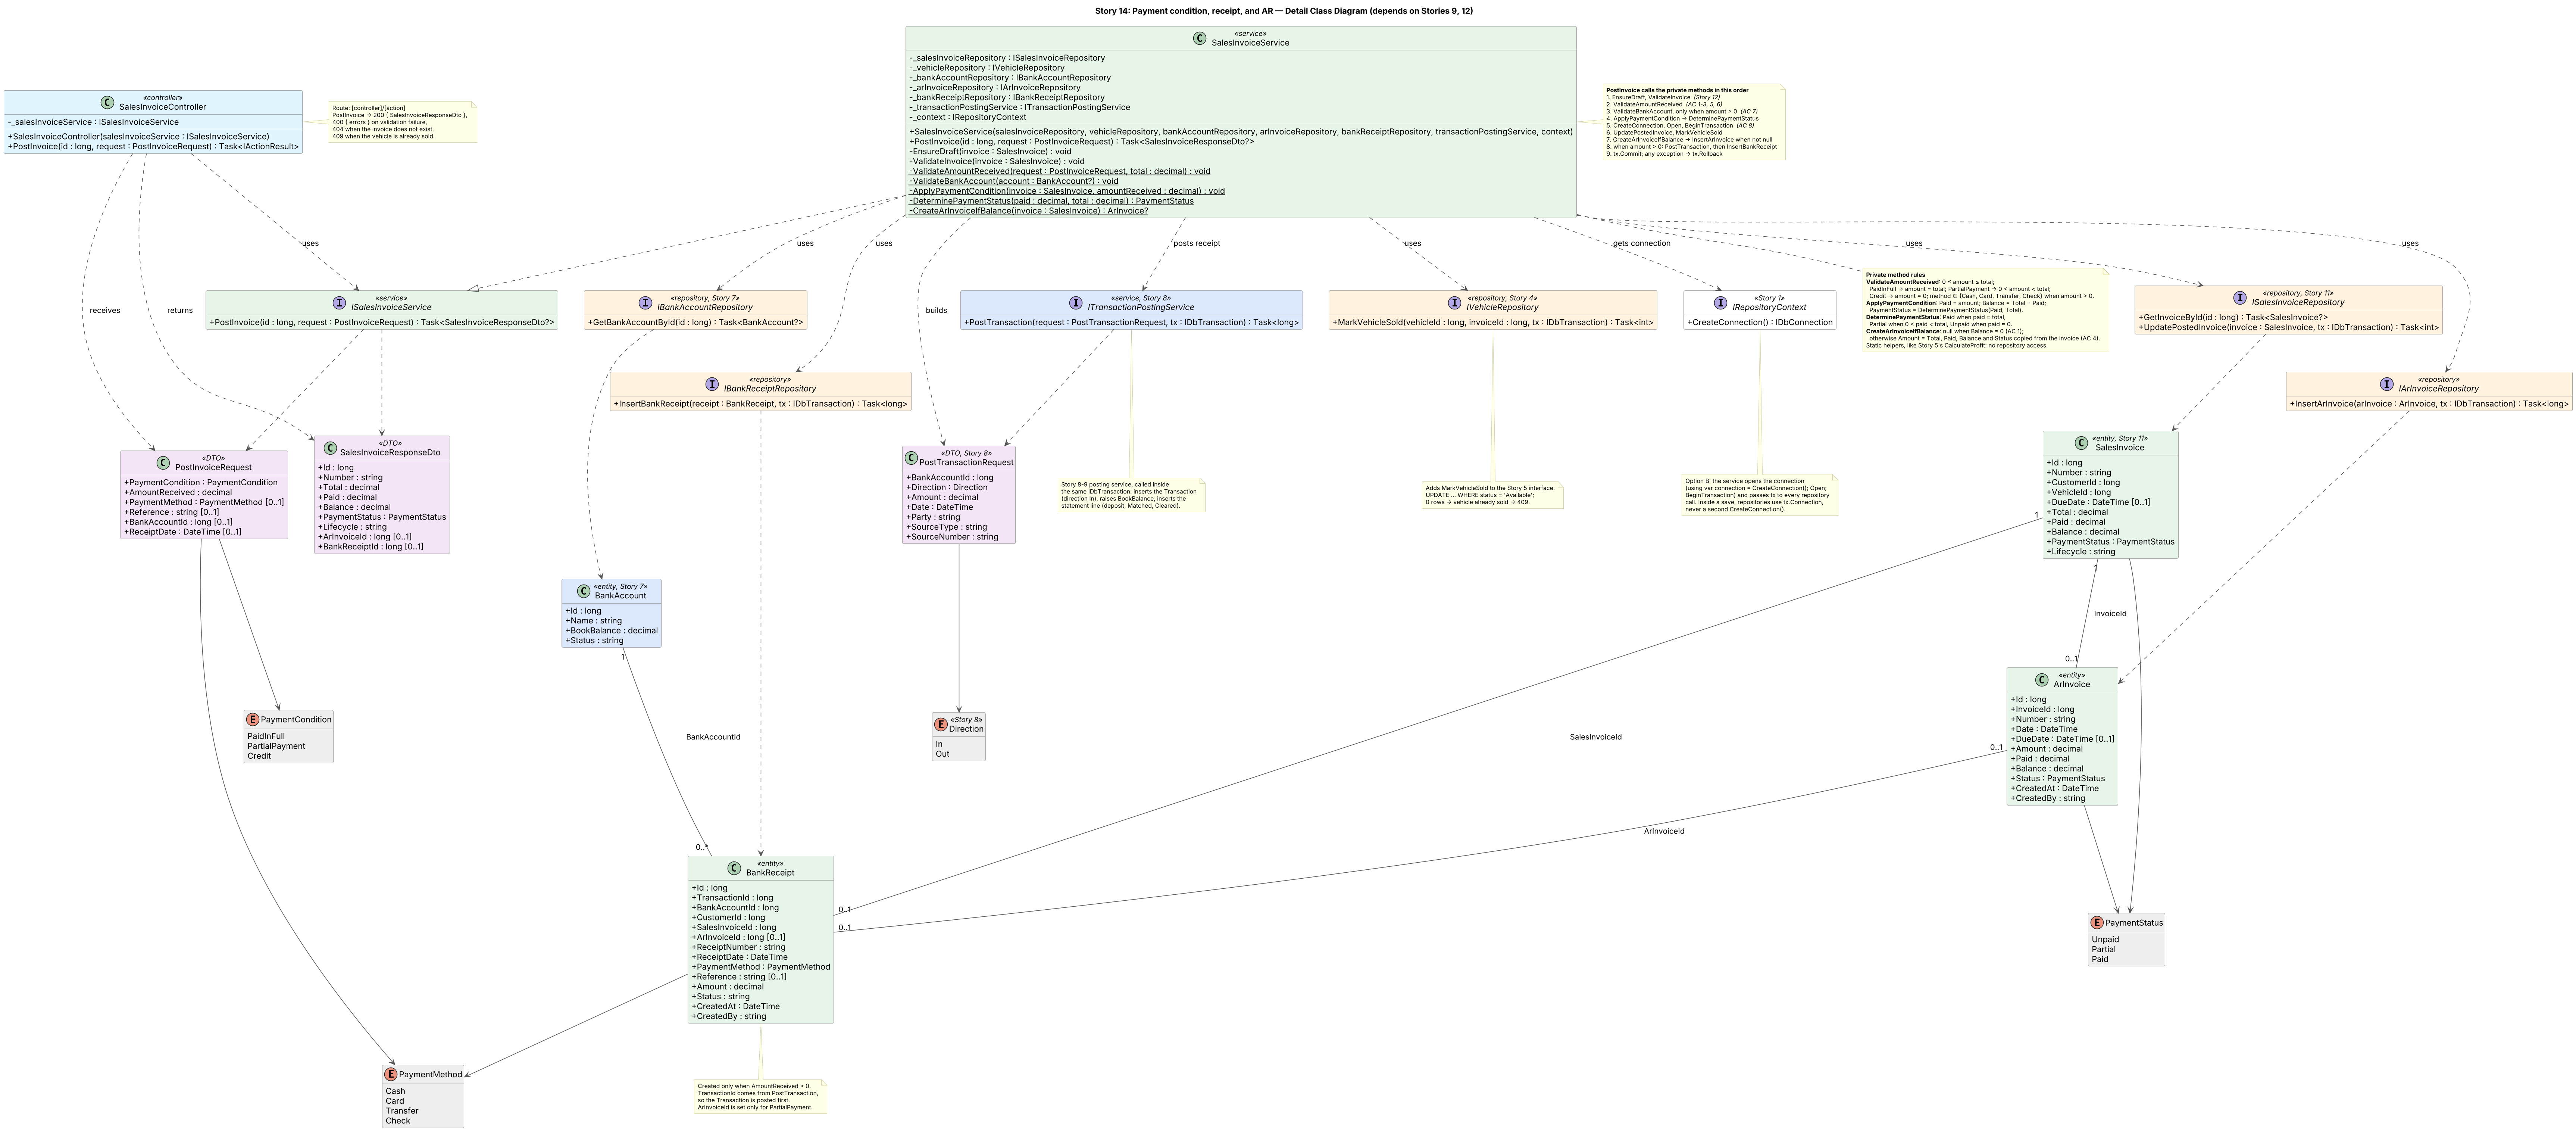 Story 14: Payment condition, receipt, and AR — Detail Class Diagram (depends on Stories 9, 12)
«service»
SalesInvoiceService
-_salesInvoiceRepository : ISalesInvoiceRepository
-_vehicleRepository : IVehicleRepository
-_bankAccountRepository : IBankAccountRepository
-_arInvoiceRepository : IArInvoiceRepository
-_bankReceiptRepository : IBankReceiptRepository
-_transactionPostingService : ITransactionPostingService
-_context : IRepositoryContext
+SalesInvoiceService(salesInvoiceRepository, vehicleRepository, bankAccountRepository, arInvoiceRepository, bankReceiptRepository, transactionPostingService, context)
+PostInvoice(id : long, request : PostInvoiceRequest) : Task<SalesInvoiceResponseDto?>
-EnsureDraft(invoice : SalesInvoice) : void
-ValidateInvoice(invoice : SalesInvoice) : void
-ValidateAmountReceived(request : PostInvoiceRequest, total : decimal) : void
-ValidateBankAccount(account : BankAccount?) : void
-ApplyPaymentCondition(invoice : SalesInvoice, amountReceived : decimal) : void
-DeterminePaymentStatus(paid : decimal, total : decimal) : PaymentStatus
-CreateArInvoiceIfBalance(invoice : SalesInvoice) : ArInvoice?
PostInvoice calls the private methods in this order
1. EnsureDraft, ValidateInvoice (Story 12)
2. ValidateAmountReceived (AC 1-3, 5, 6)
3. ValidateBankAccount, only when amount > 0 (AC 7)
4. ApplyPaymentCondition → DeterminePaymentStatus
5. CreateConnection, Open, BeginTransaction (AC 8)
6. UpdatePostedInvoice, MarkVehicleSold
7. CreateArInvoiceIfBalance → InsertArInvoice when not null
8. when amount > 0: PostTransaction, then InsertBankReceipt
9. tx.Commit; any exception → tx.Rollback
«controller»
SalesInvoiceController
-_salesInvoiceService : ISalesInvoiceService
+SalesInvoiceController(salesInvoiceService : ISalesInvoiceService)
+PostInvoice(id : long, request : PostInvoiceRequest) : Task<IActionResult>
Route: [controller]/[action]
PostInvoice → 200 { SalesInvoiceResponseDto },
400 { errors } on validation failure,
404 when the invoice does not exist,
409 when the vehicle is already sold.
uses
uses
uses
posts receipt
uses
gets connection
uses
uses
receives
returns
builds
«service»
ISalesInvoiceService
+PostInvoice(id : long, request : PostInvoiceRequest) : Task<SalesInvoiceResponseDto?>
«repository, Story 7»
IBankAccountRepository
+GetBankAccountById(id : long) : Task<BankAccount?>
«service, Story 8»
ITransactionPostingService
+PostTransaction(request : PostTransactionRequest, tx : IDbTransaction) : Task<long>
«repository, Story 4»
IVehicleRepository
+MarkVehicleSold(vehicleId : long, invoiceId : long, tx : IDbTransaction) : Task<int>
«Story 1»
IRepositoryContext
+CreateConnection() : IDbConnection
Private method rules
ValidateAmountReceived: 0 ≤ amount ≤ total;
PaidInFull → amount = total; PartialPayment → 0 < amount < total;
Credit → amount = 0; method ∈ {Cash, Card, Transfer, Check} when amount > 0.
ApplyPaymentCondition: Paid = amount; Balance = Total − Paid;
PaymentStatus = DeterminePaymentStatus(Paid, Total).
DeterminePaymentStatus: Paid when paid = total,
Partial when 0 < paid < total, Unpaid when paid = 0.
CreateArInvoiceIfBalance: null when Balance = 0 (AC 1);
otherwise Amount = Total, Paid, Balance and Status copied from the invoice (AC 4).
Static helpers, like Story 5's CalculateProfit: no repository access.
«repository, Story 11»
ISalesInvoiceRepository
+GetInvoiceById(id : long) : Task<SalesInvoice?>
+UpdatePostedInvoice(invoice : SalesInvoice, tx : IDbTransaction) : Task<int>
«repository»
IBankReceiptRepository
+InsertBankReceipt(receipt : BankReceipt, tx : IDbTransaction) : Task<long>
«repository»
IArInvoiceRepository
+InsertArInvoice(arInvoice : ArInvoice, tx : IDbTransaction) : Task<long>
«DTO»
PostInvoiceRequest
+PaymentCondition : PaymentCondition
+AmountReceived : decimal
+PaymentMethod : PaymentMethod [0..1]
+Reference : string [0..1]
+BankAccountId : long [0..1]
+ReceiptDate : DateTime [0..1]
«DTO»
SalesInvoiceResponseDto
+Id : long
+Number : string
+Total : decimal
+Paid : decimal
+Balance : decimal
+PaymentStatus : PaymentStatus
+Lifecycle : string
+ArInvoiceId : long [0..1]
+BankReceiptId : long [0..1]
«DTO, Story 8»
PostTransactionRequest
+BankAccountId : long
+Direction : Direction
+Amount : decimal
+Date : DateTime
+Party : string
+SourceType : string
+SourceNumber : string
Story 8-9 posting service, called inside
the same IDbTransaction: inserts the Transaction
(direction In), raises BookBalance, inserts the
statement line (deposit, Matched, Cleared).
Adds MarkVehicleSold to the Story 5 interface.
UPDATE ... WHERE status = 'Available';
0 rows → vehicle already sold → 409.
Option B: the service opens the connection
(using var connection = CreateConnection(); Open;
BeginTransaction) and passes tx to every repository
call. Inside a save, repositories use tx.Connection,
never a second CreateConnection().
«entity, Story 11»
SalesInvoice
+Id : long
+Number : string
+CustomerId : long
+VehicleId : long
+DueDate : DateTime [0..1]
+Total : decimal
+Paid : decimal
+Balance : decimal
+PaymentStatus : PaymentStatus
+Lifecycle : string
1
1
InvoiceId
0..1
«entity, Story 7»
BankAccount
+Id : long
+Name : string
+BookBalance : decimal
+Status : string
1
BankAccountId
0..*
PaymentCondition
PaidInFull
PartialPayment
Credit
«Story 8»
Direction
In
Out
SalesInvoiceId
«entity»
ArInvoice
+Id : long
+InvoiceId : long
+Number : string
+Date : DateTime
+DueDate : DateTime [0..1]
+Amount : decimal
+Paid : decimal
+Balance : decimal
+Status : PaymentStatus
+CreatedAt : DateTime
+CreatedBy : string
0..1
ArInvoiceId
«entity»
BankReceipt
+Id : long
+TransactionId : long
+BankAccountId : long
+CustomerId : long
+SalesInvoiceId : long
+ArInvoiceId : long [0..1]
+ReceiptNumber : string
+ReceiptDate : DateTime
+PaymentMethod : PaymentMethod
+Reference : string [0..1]
+Amount : decimal
+Status : string
+CreatedAt : DateTime
+CreatedBy : string
0..1
0..1
PaymentStatus
Unpaid
Partial
Paid
PaymentMethod
Cash
Card
Transfer
Check
Created only when AmountReceived > 0.
TransactionId comes from PostTransaction,
so the Transaction is posted first.
ArInvoiceId is set only for PartialPayment.